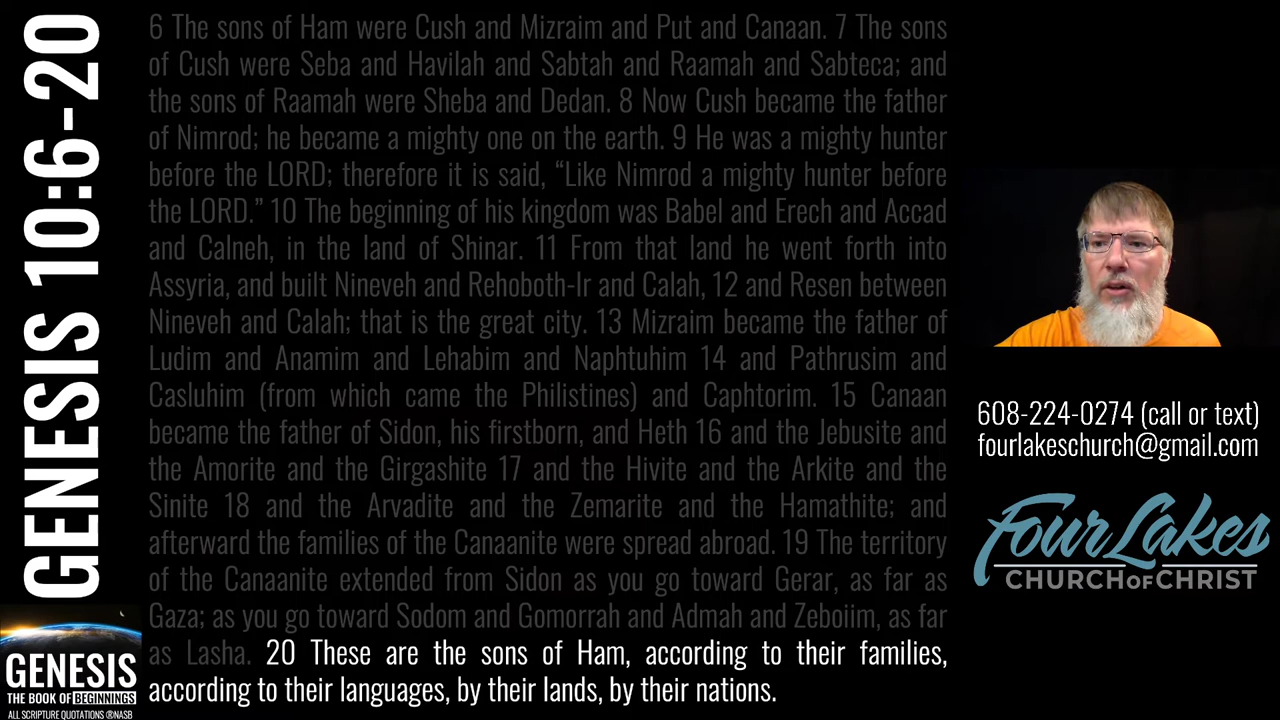 GENESIS 10:6-20
6 The sons of Ham were Cush and Mizraim and Put and Canaan. 7 The sons
of Cush were Seba and Havilah and Sabtah and Raamah and Sabteca; and
the sons of Raamah were Sheba and Dedan. 8 Now Cush became the father
of Nimrod; he became a mighty one on the earth. 9 He was a mighty hunter
before the LORD; therefore it is said, “Like Nimrod a mighty hunter before
the LORD.” 10 The beginning of his kingdom was Babel and Erech and Accad
and Calneh, in the land of Shinar. 11 From that land he went forth into
Assyria, and built Nineveh and Rehoboth-Ir and Calah, 12 and Resen between
Nineveh and Calah; that is the great city. 13 Mizraim became the father of
Ludim and Anamim and Lehabim and Naphtuhim 14 and Pathrusim and
Casluhim (from which came the Philistines) and Caphtorim. 15 Canaan
became the father of Sidon, his firstborn, and Heth 16 and the Jebusite and
the Amorite and the Girgashite 17 and the Hivite and the Arkite and the
Sinite 18 and the Arvadite and the Zemarite and the Hamathite; and
afterward the families of the Canaanite were spread abroad. 19 The territory
of the Canaanite extended from Sidon as you go toward Gerar, as far as
Gaza; as you go toward Sodom and Gomorrah and Admah and Zeboiim, as far
as Lasha. 20 These are the sons of Ham, according to their families,
according to their languages, by their lands, by their nations.
608-224-0274 (call or text)
fourlakeschurch@gmail.com
Four Lakes
CHURCH OF CHRIST
GENESIS
THE BOOK OF BEGINNINGS
ALL SCRIPTURE QUOTATIONS ®NASB